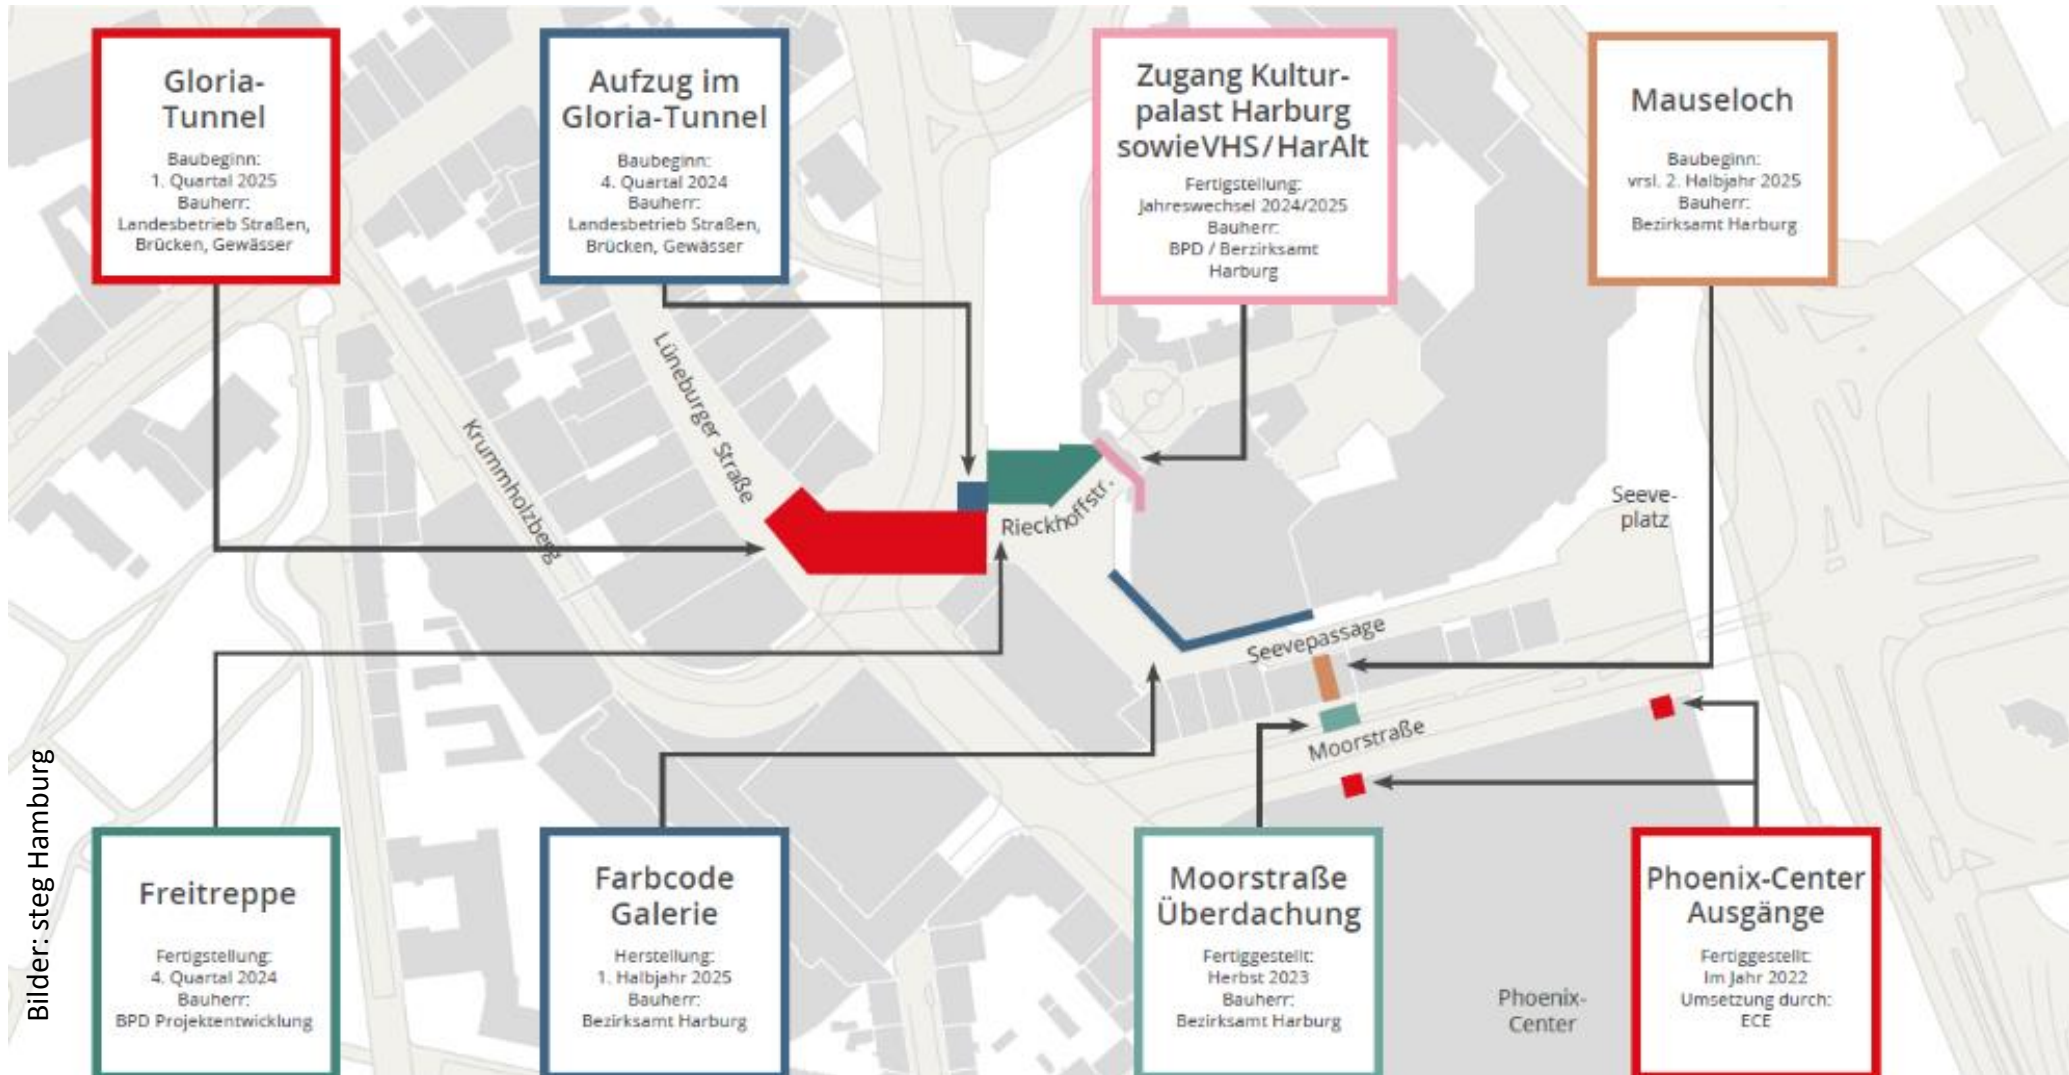 Gloria-
Tunnel
Baubeginn:
1. Quartal 2025
Bauherr:
Landesbetrieb Straßen,
Brücken, Gewässer
Aufzug im
Gloria-Tunnel
Baubeginn:
4. Quartal 2024
Bauherr:
Landesbetrieb Straßen,
Brücken, Gewässer
Zugang Kultur-
palast Harburg
sowieVHS/HarAlt
Fertigstellung:
Jahreswechsel 2024/2025
Bauherr:
BPD / Berzirksamt
Harburg
Mauseloch
Baubeginn:
vrsl. 2. Halbjahr 2025
Bauherr:
Bezirksamt Harburg
Lüneburger Straße
Krummholzberg
Rieckhoffstr.
Seeve-
platz
Seevepassage
Moorstraße
Bilder: steg Hamburg
Freitreppe
Fertigstellung:
4. Quartal 2024
Bauherr:
BPD Projektentwicklung
Farbcode
Galerie
Herstellung:
1. Halbjahr 2025
Bauherr:
Bezirksamt Harburg
Moorstraße
Überdachung
Fertiggestellt:
Herbst 2023
Bauherr:
Bezirksamt Harburg
Phoenix-
Center
Phoenix-Center
Ausgänge
Fertiggestellt:
Im Jahr 2022
Umsetzung durch:
ECE